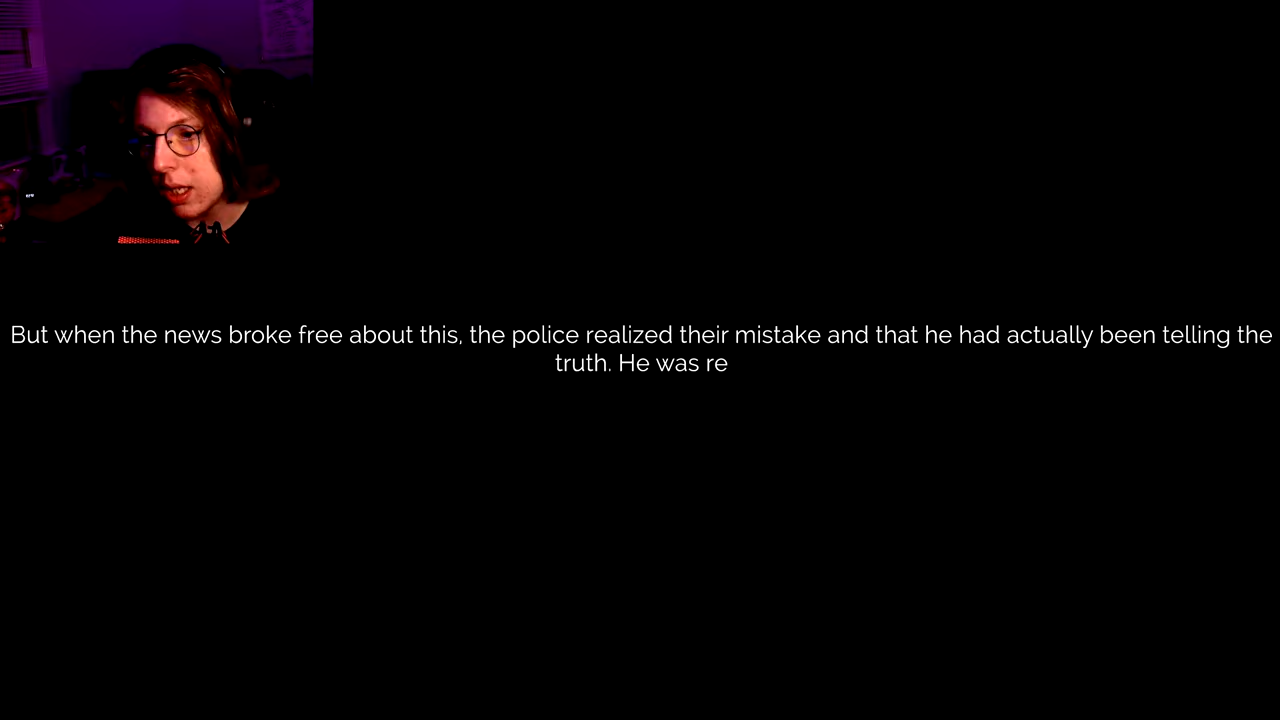 But when the news broke free about this, the police realized their mistake and that he had actually been telling the
truth. He was re